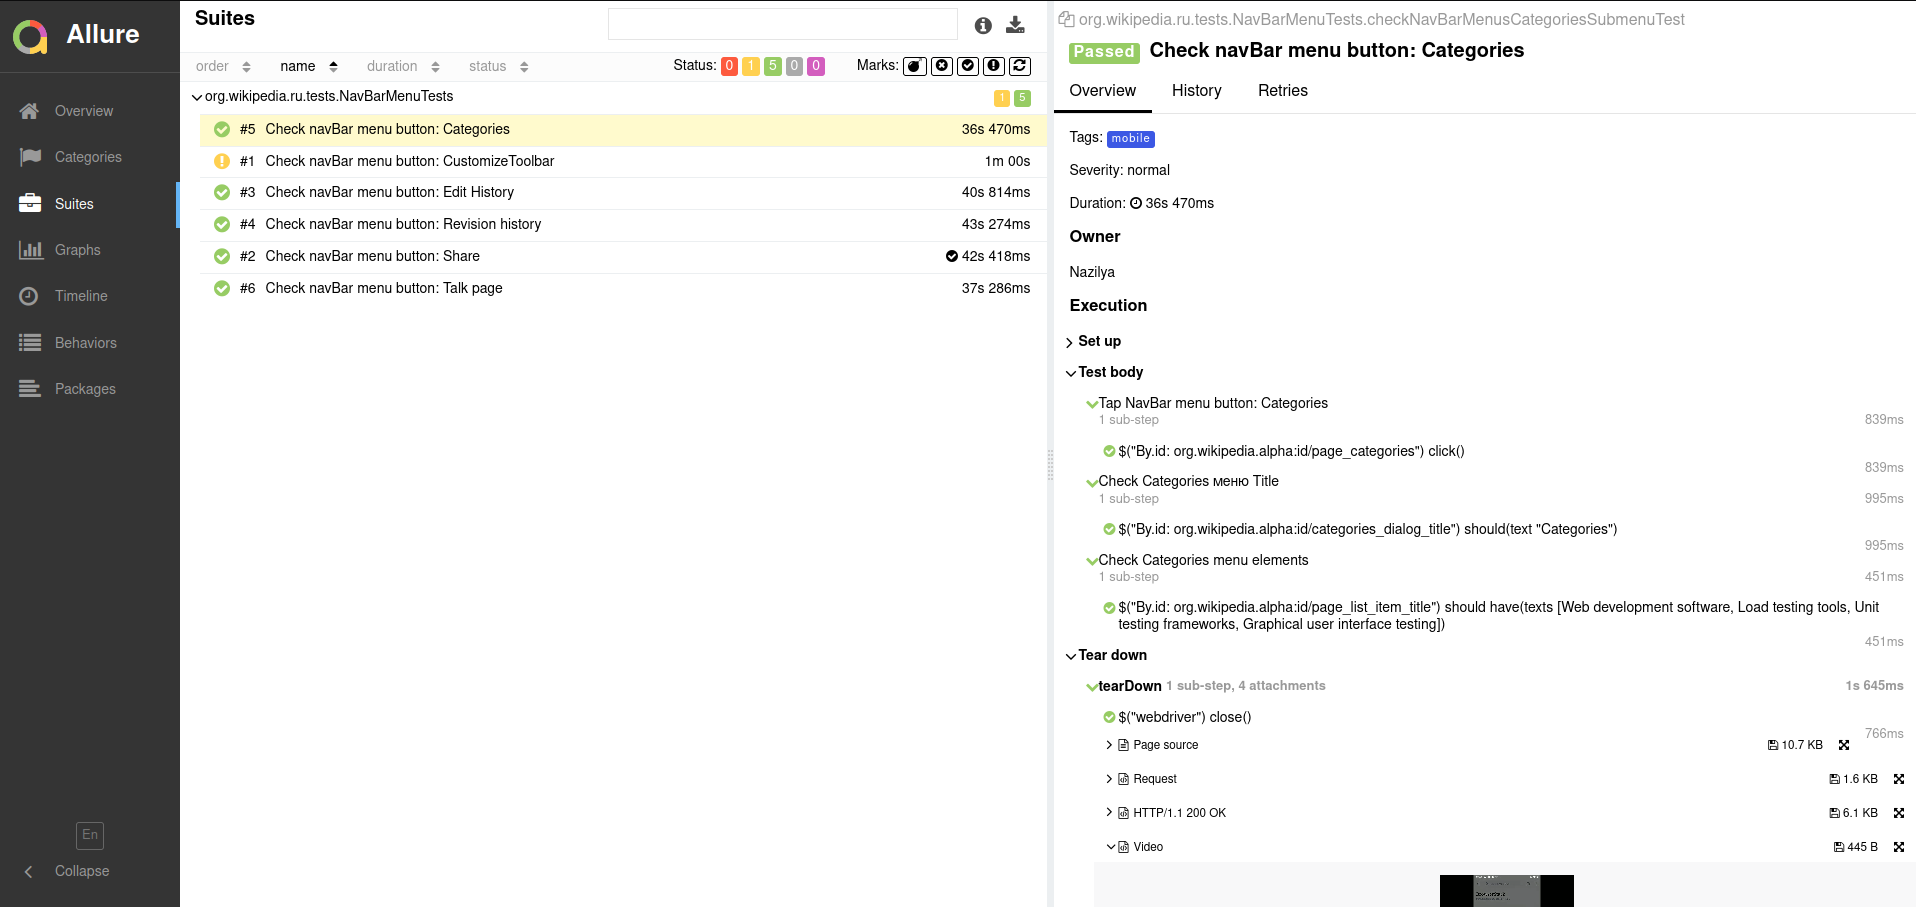 Allure
Overview
Categories
Suites
Graphs
Timeline
Behaviors
Packages
En
Collapse
Suites
order name duration status Status: 0 1 5 0 0 Marks:
org.wikipedia.ru.tests.NavBarMenuTests 1 5
#5 Check navBar menu button: Categories 36s 470ms
#1 Check navBar menu button: CustomizeToolbar 1m 00s
#3 Check navBar menu button: Edit History 40s 814ms
#4 Check navBar menu button: Revision history 43s 274ms
#2 Check navBar menu button: Share 42s 418ms
#6 Check navBar menu button: Talk page 37s 286ms
org.wikipedia.ru.tests.NavBarMenuTests.checkNavBarMenusCategoriesSubmenuTest
Passed Check navBar menu button: Categories
Overview History Retries
Tags: mobile
Severity: normal
Duration: 36s 470ms
Owner
Nazilya
Execution
Set up
Test body
Tap NavBar menu button: Categories
1 sub-step 839ms
$("By.id: org.wikipedia.alpha:id/page_categories") click()
839ms
Check Categories меню Title
1 sub-step 995ms
$("By.id: org.wikipedia.alpha:id/categories_dialog_title") should(text "Categories")
995ms
Check Categories menu elements
1 sub-step 451ms
$("By.id: org.wikipedia.alpha:id/page_list_item_title") should have(texts [Web development software, Load testing tools, Unit
testing frameworks, Graphical user interface testing])
451ms
Tear down
tearDown 1 sub-step, 4 attachments 1s 645ms
$("webdriver") close()
766ms
Page source 10.7 KB
Request 1.6 KB
HTTP/1.1 200 OK 6.1 KB
Video 445 B